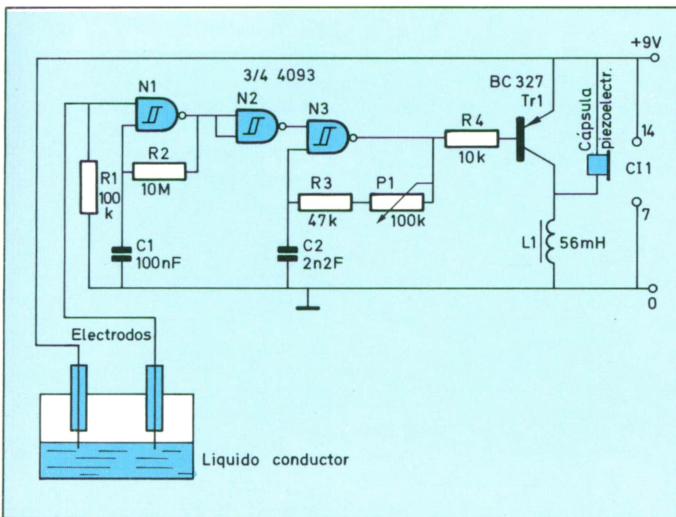 +9V
3/4 4093
N1
N2
N3
BC 327
Tr1
R4
10k
Cápsula
piezoelectr.
14
CI1
7
R1
100
k
R2
10M
R3
47k
P1
100k
C1
100nF
C2
2n2F
L1
56mH
0
Electrodos
Liquido conductor